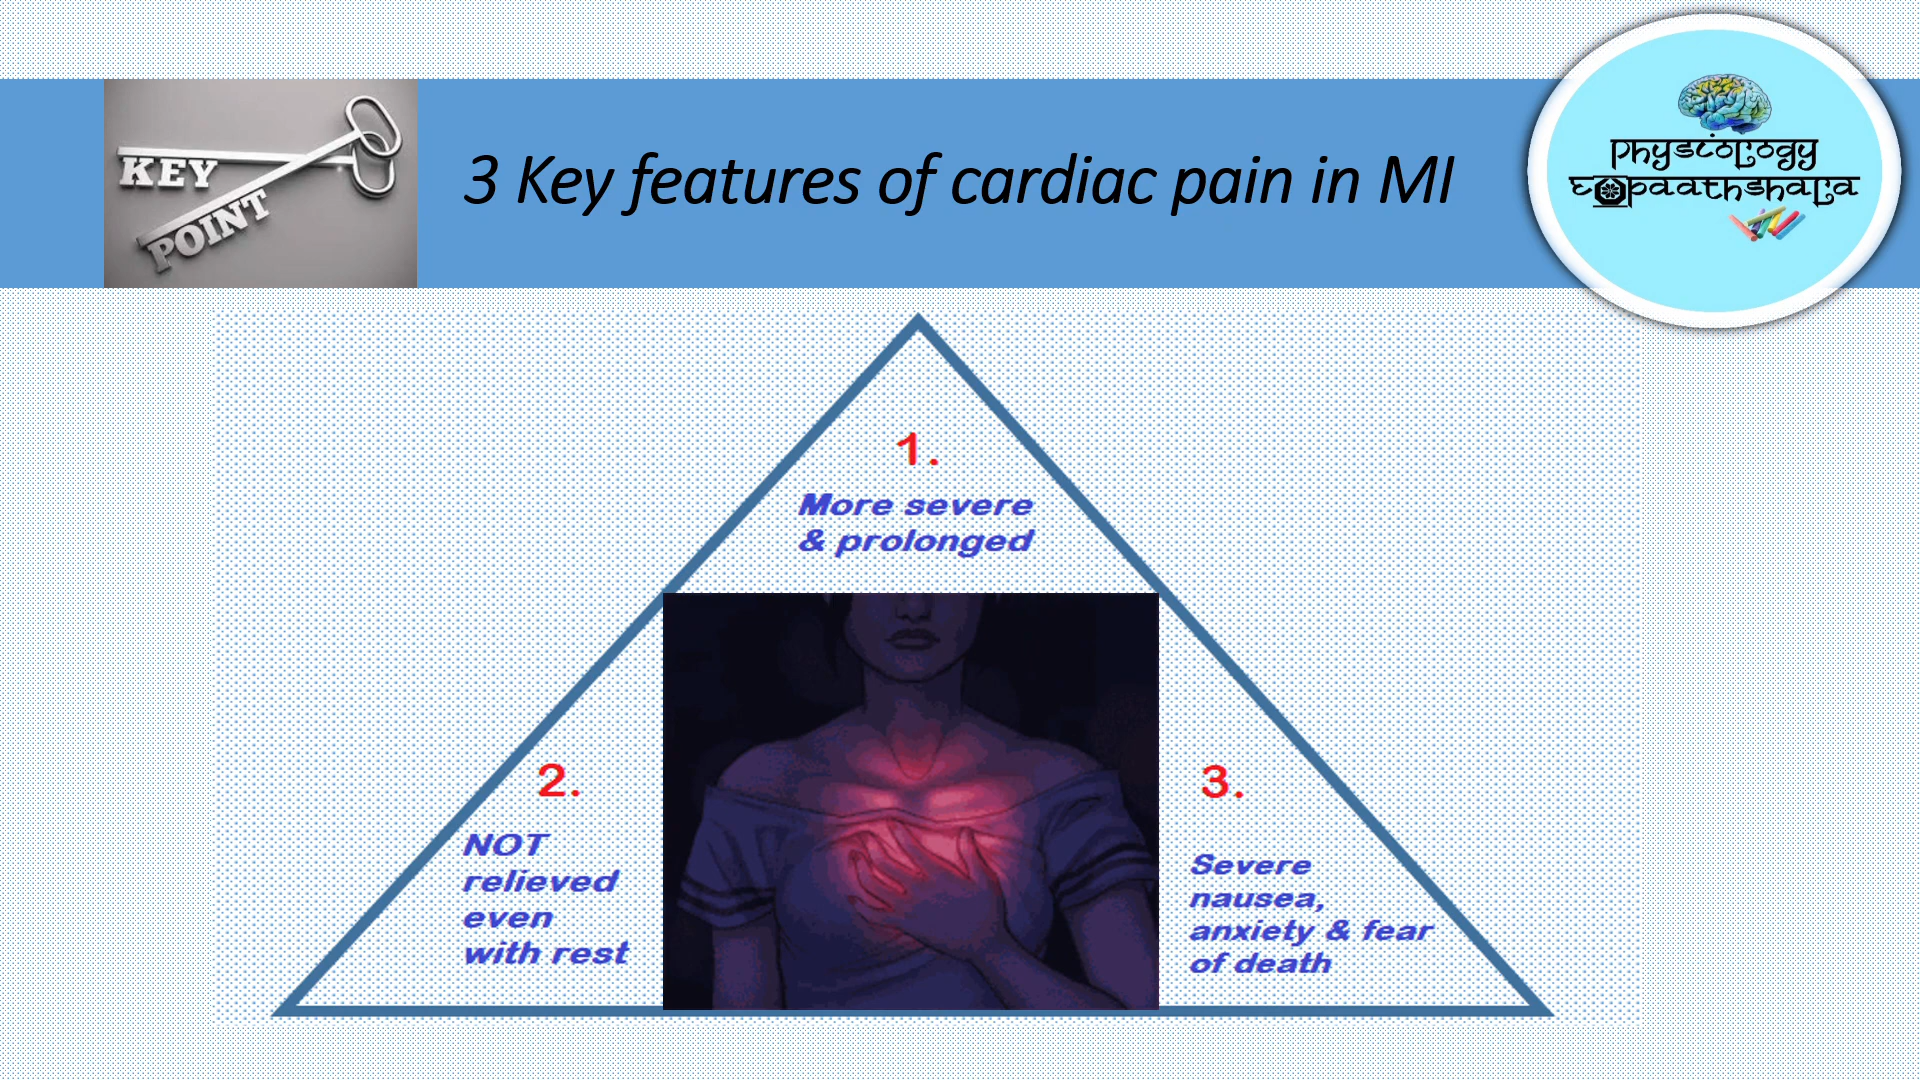 KEY
POINT
3 Key features of cardiac pain in MI
physiology
epaathshala
1.
More severe
& prolonged
2.
NOT
relieved
even
with rest
3.
Severe
nausea,
anxiety & fear
of death